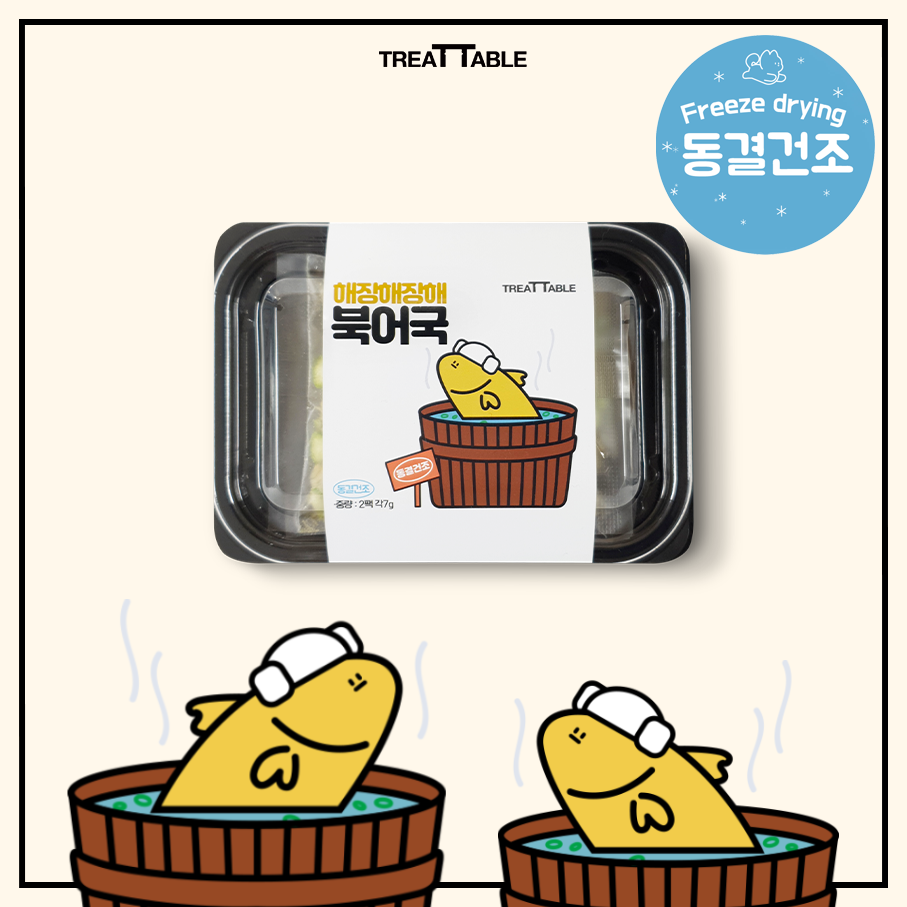 TREATTABLE
Freeze drying
동결건조
해장해장해
북어국
TREATTABLE
동결건조
동결건조
중량 : 2팩 각7g